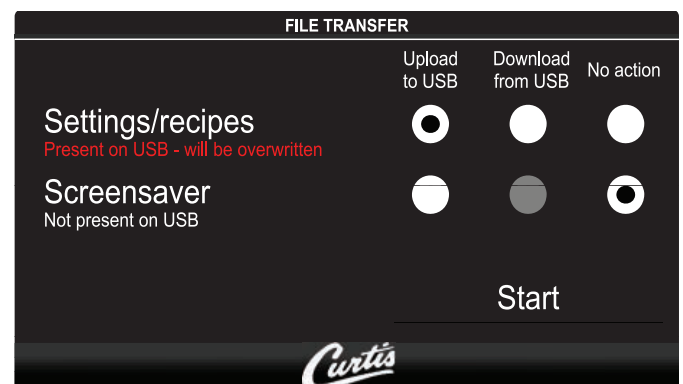 FILE TRANSFER
Upload
to USB
Download
from USB
No action
Settings/recipes
Present on USB - will be overwritten
Screensaver
Not present on USB
Start
Curtis